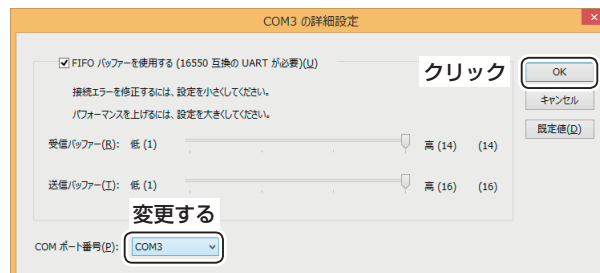 COM3 の詳細設定
FIFO バッファーを使用する (16550 互換の UART が必要)(U)
クリック
OK
接続エラーを修正するには、設定を小さくしてください。
キャンセル
パフォーマンスを上げるには、設定を大きくしてください。
既定値(D)
受信バッファー(R): 低 (1) 高 (14) (14)
送信バッファー(T): 低 (1) 高 (16) (16)
変更する
COM ポート番号(P): COM3